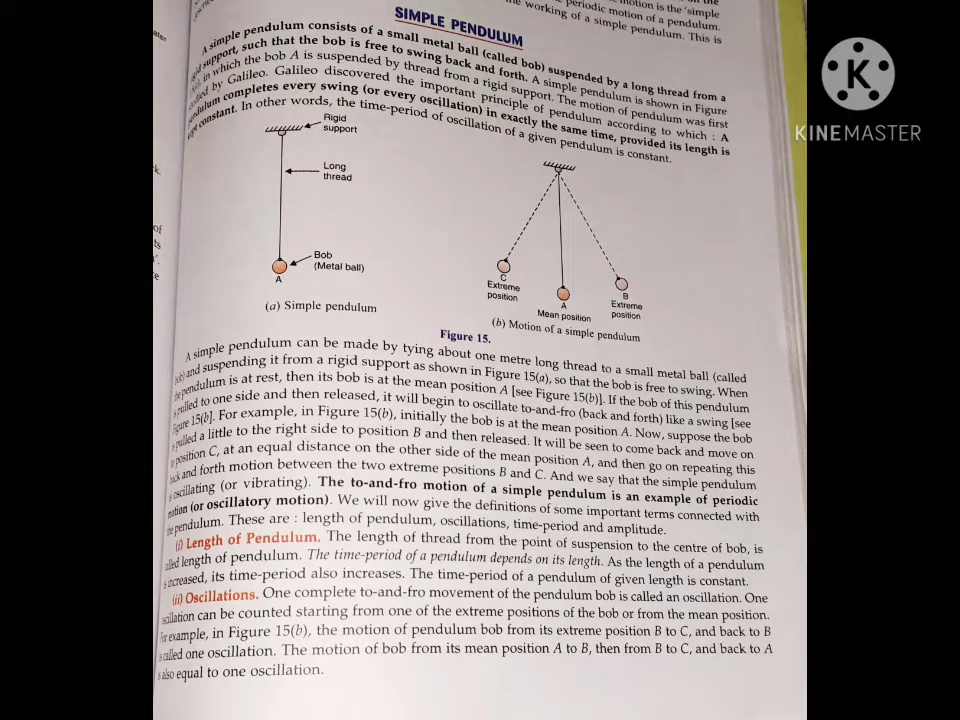 motion is the 'simple
periodic motion of a pendulum.
working of a simple pendulum. This is
SIMPLE PENDULUM
A simple pendulum consists of a small metal ball (called bob) suspended by a long thread from a
rigid support, such that the bob is free to swing back and forth. A simple pendulum is shown in Figure
in which the bob A is suspended by thread from a rigid support. The motion of pendulum was first
by Galileo. Galileo discovered the important principle of pendulum according to which : A
completes every swing (or every oscillation) in exactly the same time, provided its length is
constant. In other words, the time-period of oscillation of a given pendulum is constant.
Rigid
support
Long
thread
Bob
(Metal ball)
A
(a) Simple pendulum
C
Extreme
position
A
Mean position
B
Extreme
position
(b) Motion of a simple pendulum
Figure 15.
A simple pendulum can be made by tying about one metre long thread to a small metal ball (called
and suspending it from a rigid support as shown in Figure 15(a), so that the bob is free to swing. When
pendulum is at rest, then its bob is at the mean position A [see Figure 15(b)]. If the bob of this pendulum
pulled to one side and then released, it will begin to oscillate to-and-fro (back and forth) like a swing [see
15(b]. For example, in Figure 15(b), initially the bob is at the mean position A. Now, suppose the bob
pulled a little to the right side to position B and then released. It will be seen to come back and move on
position C, at an equal distance on the other side of the mean position A, and then go on repeating this
and forth motion between the two extreme positions B and C. And we say that the simple pendulum
oscillating (or vibrating). The to-and-fro motion of a simple pendulum is an example of periodic
(or oscillatory motion). We will now give the definitions of some important terms connected with
pendulum. These are : length of pendulum, oscillations, time-period and amplitude.
(i) Length of Pendulum. The length of thread from the point of suspension to the centre of bob, is
length of pendulum. The time-period of a pendulum depends on its length. As the length of a pendulum
increased, its time-period also increases. The time-period of a pendulum of given length is constant.
(ii) Oscillations. One complete to-and-fro movement of the pendulum bob is called an oscillation. One
can be counted starting from one of the extreme positions of the bob or from the mean position.
example, in Figure 15(b), the motion of pendulum bob from its extreme position B to C, and back to B
called one oscillation. The motion of bob from its mean position A to B, then from B to C, and back to A
also equal to one oscillation.
K
KINEMASTER